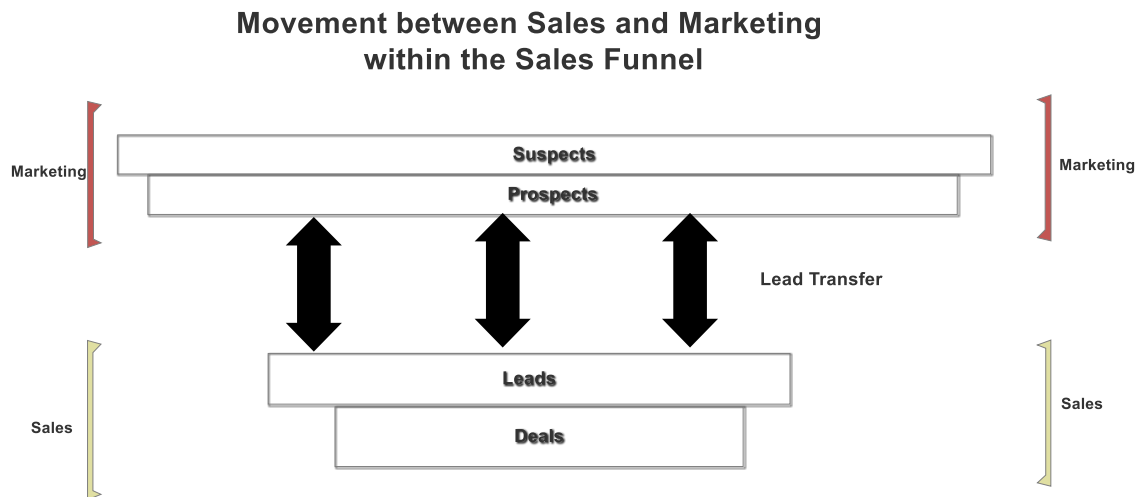 Movement between Sales and Marketing
within the Sales Funnel
Suspects
Marketing
Marketing
Prospects
Lead Transfer
Leads
Sales
Sales
Deals